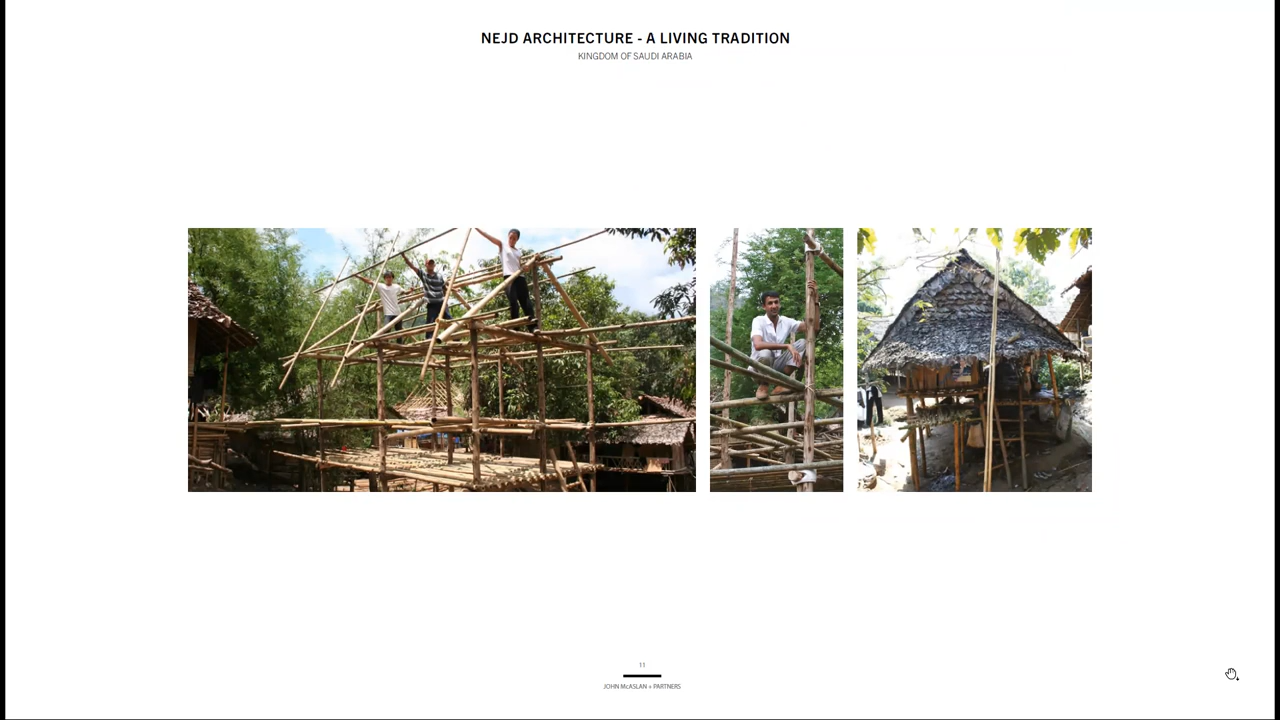 NEJD ARCHITECTURE - A LIVING TRADITION
KINGDOM OF SAUDI ARABIA
11
JOHN McASLAN + PARTNERS